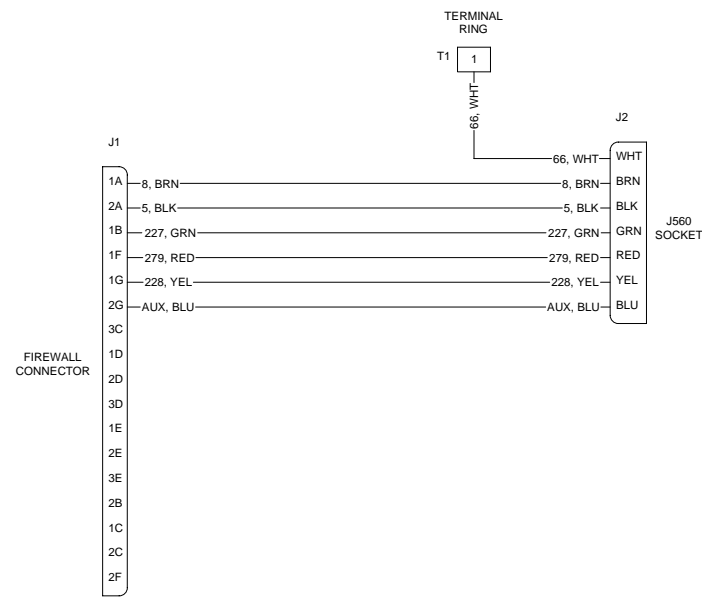 TERMINAL
RING
T1
1
66, WHT
J2
J1
66, WHT
WHT
1A
8, BRN
8, BRN
BRN
2A
5, BLK
5, BLK
BLK
1B
227, GRN
227, GRN
GRN
J560
SOCKET
1F
279, RED
279, RED
RED
1G
228, YEL
228, YEL
YEL
2G
AUX, BLU
AUX, BLU
BLU
3C
1D
FIREWALL
CONNECTOR
2D
3D
1E
2E
3E
2B
1C
2C
2F